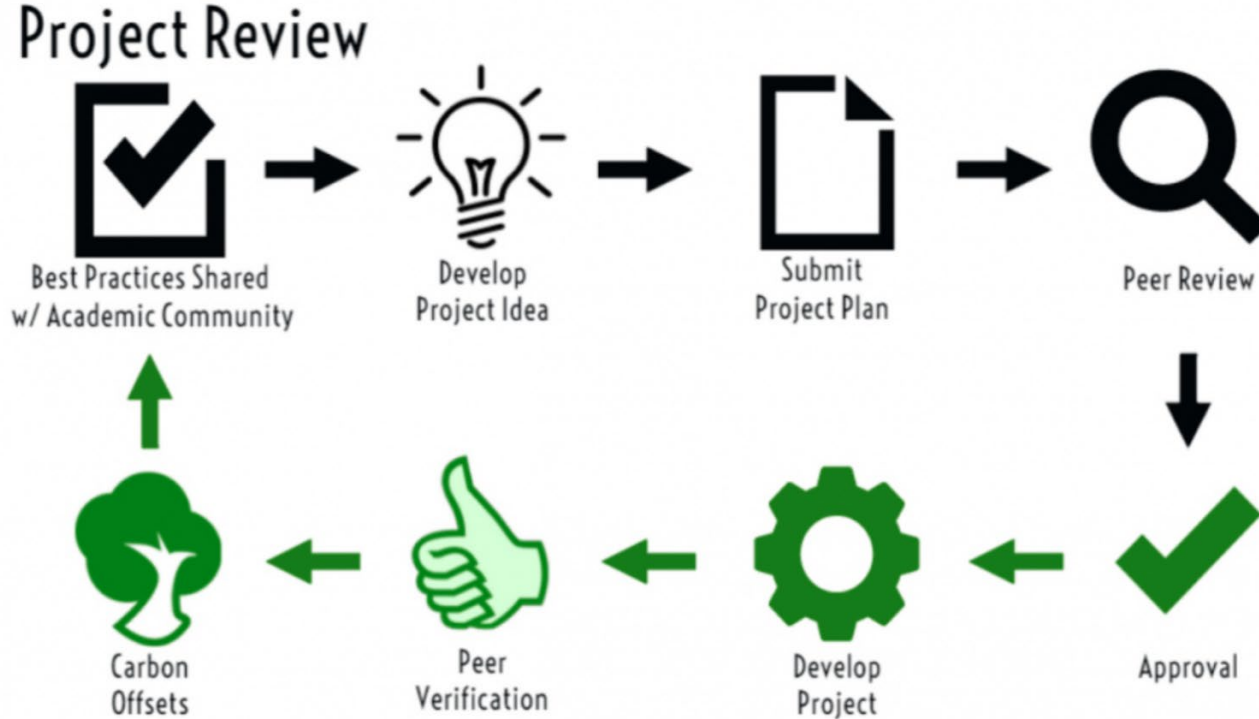 Project Review
Best Practices Shared
w/ Academic Community
Develop
Project Idea
Submit
Project Plan
Peer Review
Carbon
Offsets
Peer
Verification
Develop
Project
Approval